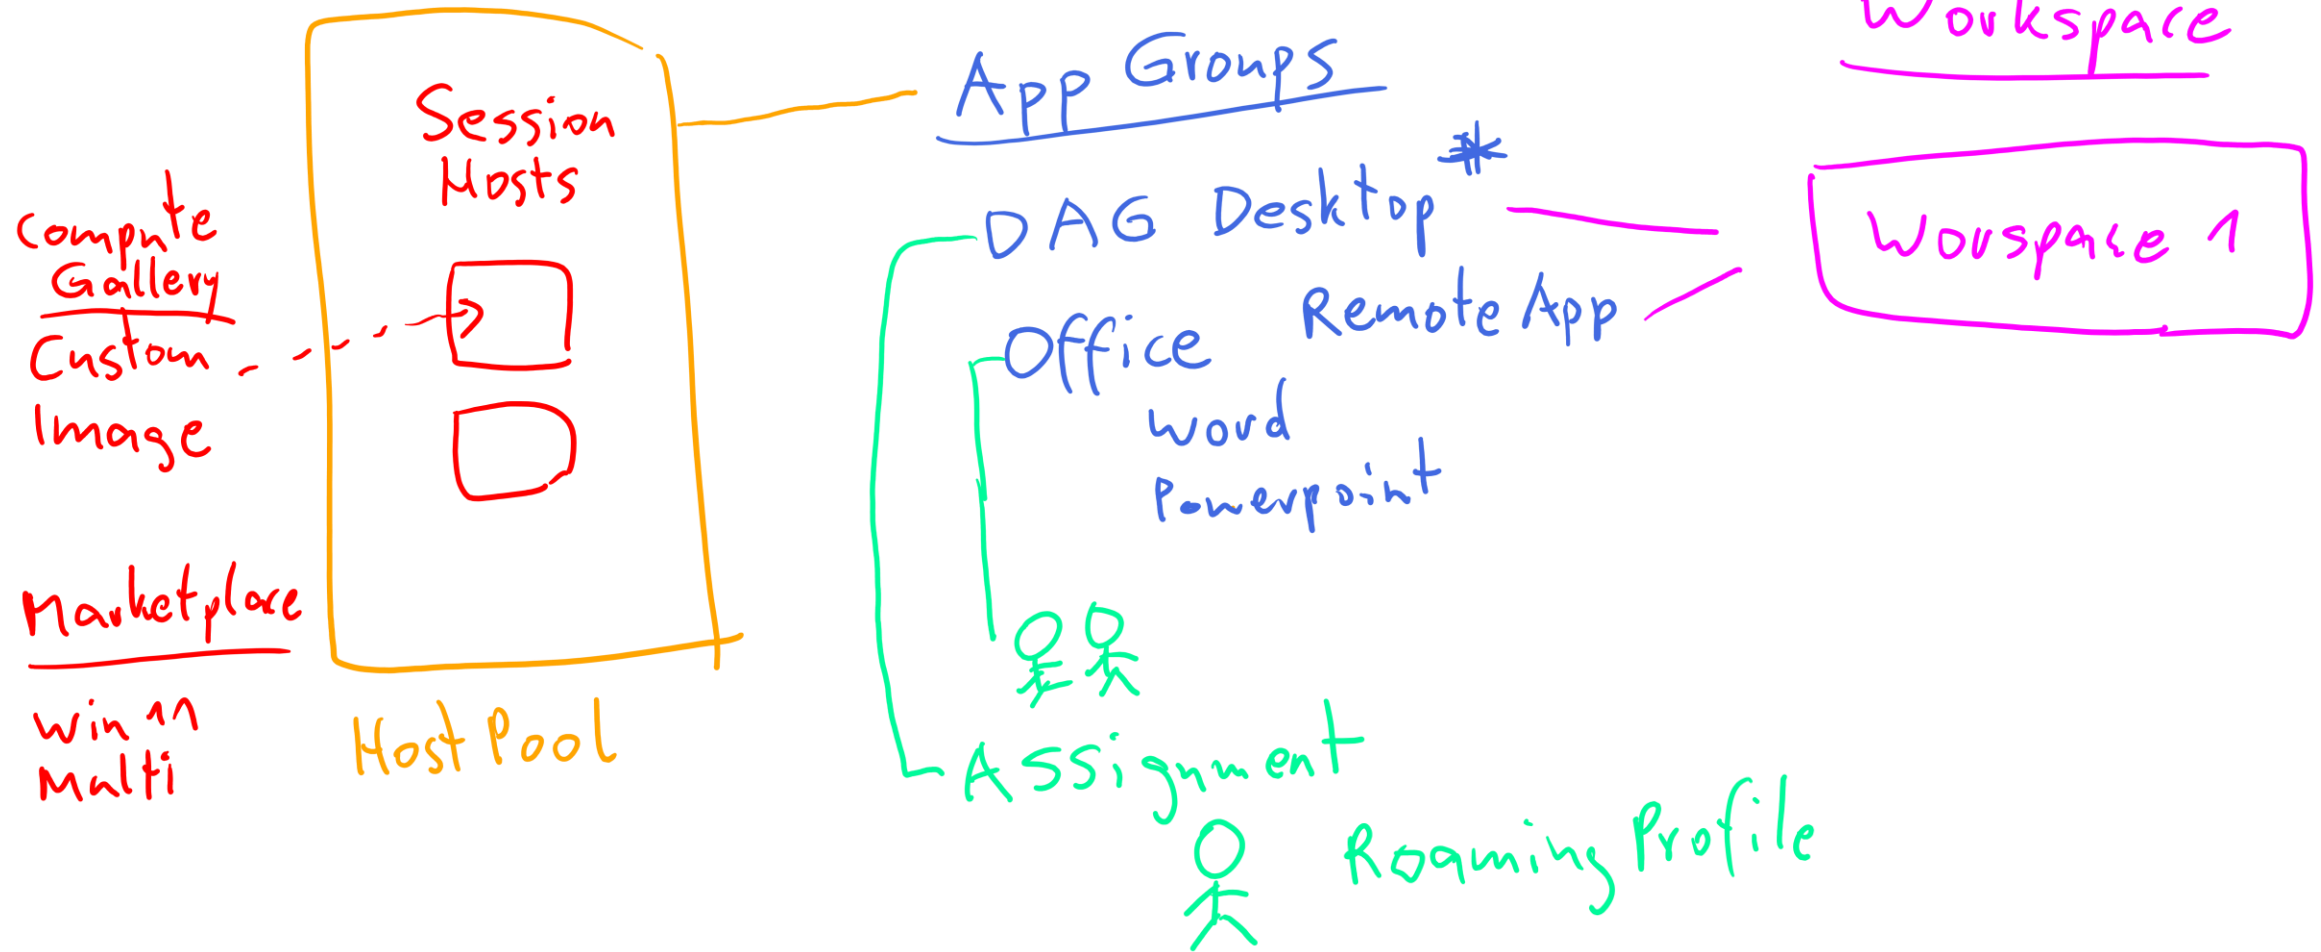 Compute
Gallery
Custom
Image
Marketplace
Win 11
Multi
Session
Hosts
Host Pool
App Groups
DAG Desktop *
Office Remote App
Word
Powerpoint
Assignment
Roaming Profile
Workspace
Worspace 1